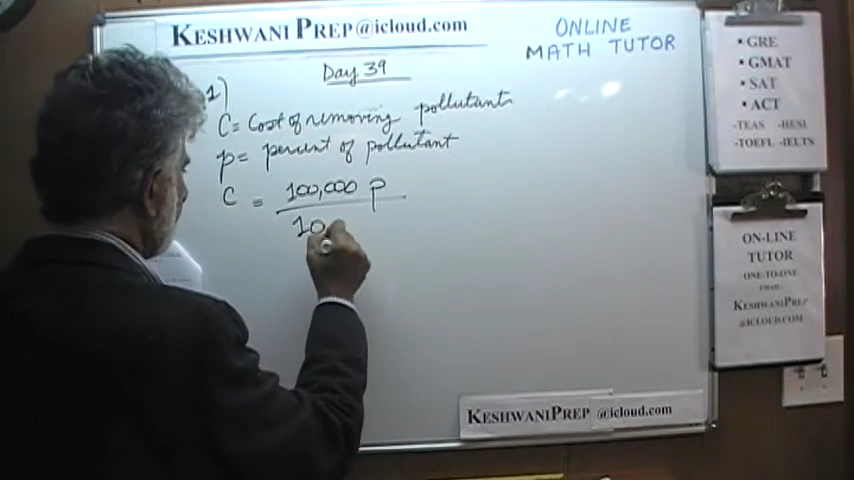 KESHWANI PREP@icloud.com
ONLINE
MATH TUTOR
Day 39
1)
C = Cost of removing pollutant
p = percent of pollutant
C = 100,000 p
10
• GRE
• GMAT
• SAT
• ACT
-TEAS -HESI
-TOEFL -IELTS
ON-LINE
TUTOR
ONE-TO-ONE
EMAIL:
KESHWANIPREP
@ICLOUD.COM
KESHWANIPREP @icloud.com